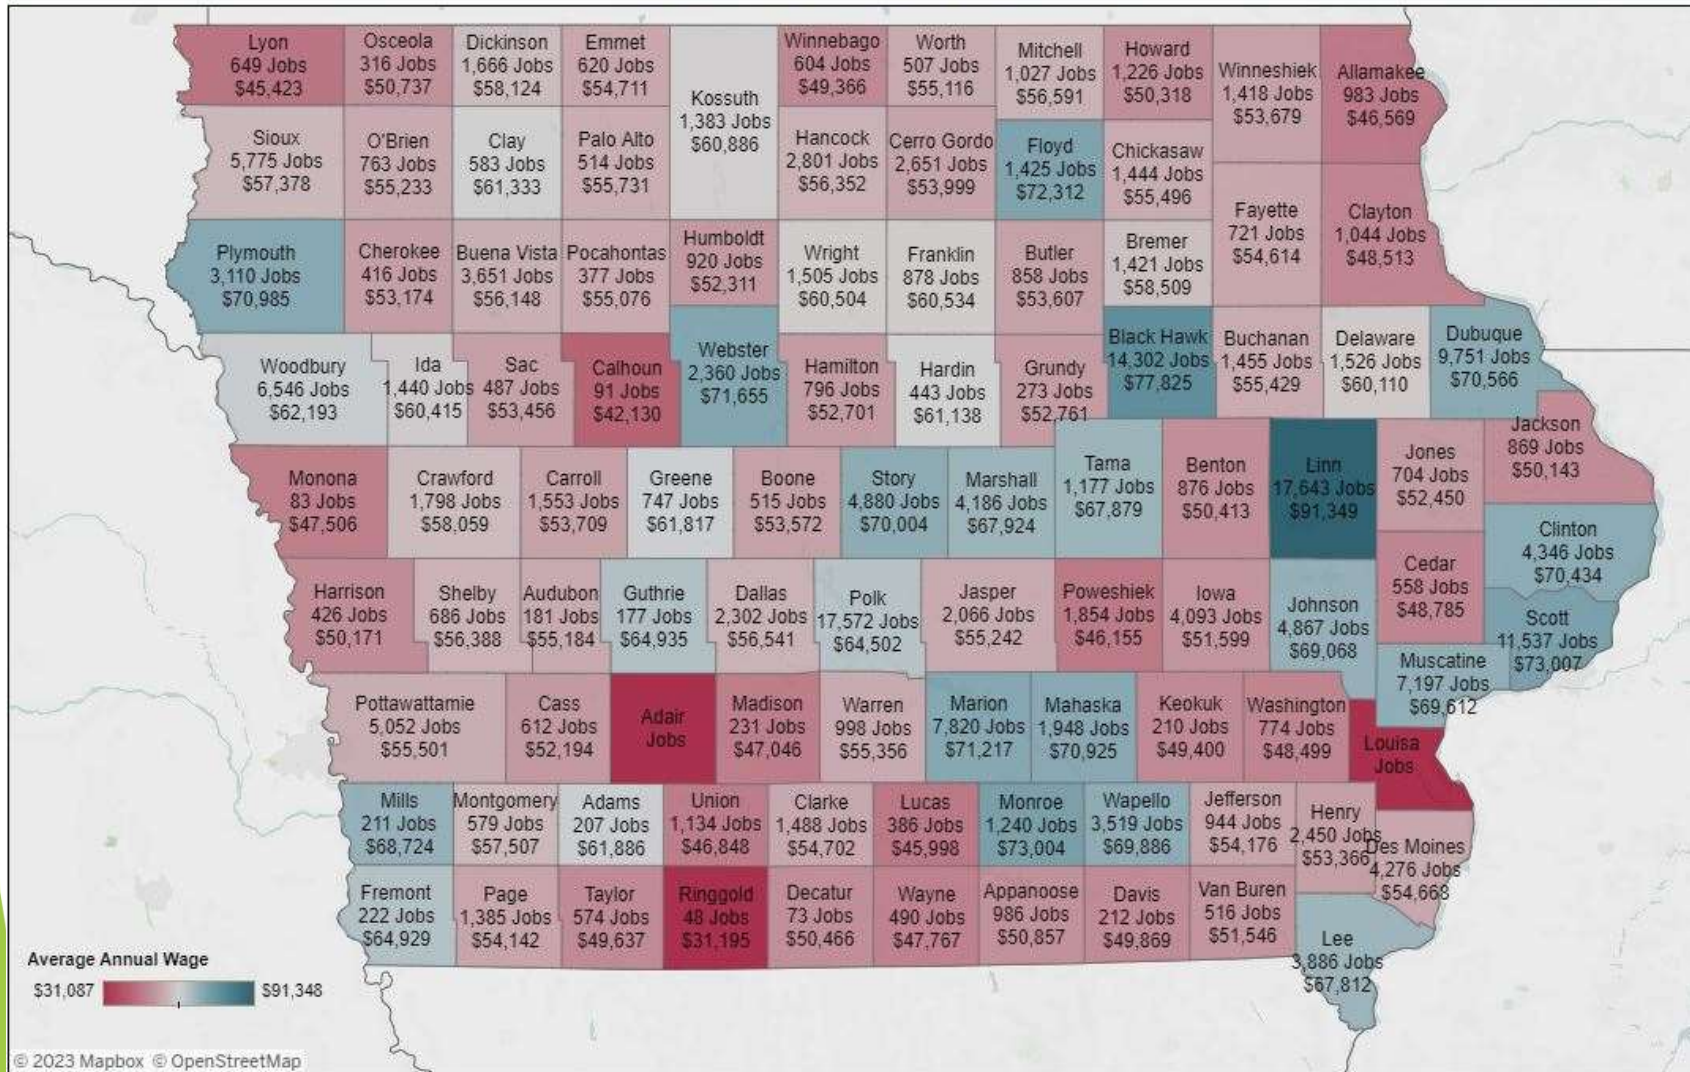 Lyon
649 Jobs
$45,423
Osceola
316 Jobs
$50,737
Dickinson
1,666 Jobs
$58,124
Emmet
620 Jobs
$54,711
Kossuth
1,383 Jobs
$60,886
Winnebago
604 Jobs
$49,366
Worth
507 Jobs
$55,116
Mitchell
1,027 Jobs
$56,591
Howard
1,226 Jobs
$50,318
Winneshiek
1,418 Jobs
$53,679
Allamakee
983 Jobs
$46,569
Sioux
5,775 Jobs
$57,378
O'Brien
763 Jobs
$55,233
Clay
583 Jobs
$61,333
Palo Alto
514 Jobs
$55,731
Hancock
2,801 Jobs
$56,352
Cerro Gordo
2,651 Jobs
$53,999
Floyd
1,425 Jobs
$72,312
Chickasaw
1,444 Jobs
$55,496
Fayette
721 Jobs
$54,614
Clayton
1,044 Jobs
$48,513
Plymouth
3,110 Jobs
$70,985
Cherokee
416 Jobs
$53,174
Buena Vista
3,651 Jobs
$56,148
Pocahontas
377 Jobs
$55,076
Humboldt
920 Jobs
$52,311
Wright
1,505 Jobs
$60,504
Franklin
878 Jobs
$60,534
Butler
858 Jobs
$53,607
Bremer
1,421 Jobs
$58,509
Woodbury
6,546 Jobs
$62,193
Ida
1,440 Jobs
$60,415
Sac
487 Jobs
$53,456
Calhoun
91 Jobs
$42,130
Webster
2,360 Jobs
$71,655
Hamilton
796 Jobs
$52,701
Hardin
443 Jobs
$61,138
Grundy
273 Jobs
$52,761
Black Hawk
14,302 Jobs
$77,825
Buchanan
1,455 Jobs
$55,429
Delaware
1,526 Jobs
$60,110
Dubuque
9,751 Jobs
$70,566
Jackson
869 Jobs
$50,143
Monona
83 Jobs
$47,506
Crawford
1,798 Jobs
$58,059
Carroll
1,553 Jobs
$53,709
Greene
747 Jobs
$61,817
Boone
515 Jobs
$53,572
Story
4,880 Jobs
$70,004
Marshall
4,186 Jobs
$67,924
Tama
1,177 Jobs
$67,879
Benton
876 Jobs
$50,413
Linn
17,643 Jobs
$91,349
Jones
704 Jobs
$52,450
Clinton
4,346 Jobs
$70,434
Harrison
426 Jobs
$50,171
Shelby
686 Jobs
$56,388
Audubon
181 Jobs
$55,184
Guthrie
177 Jobs
$64,935
Dallas
2,302 Jobs
$56,541
Polk
17,572 Jobs
$64,502
Jasper
2,066 Jobs
$55,242
Poweshiek
1,854 Jobs
$46,155
Iowa
4,093 Jobs
$51,599
Johnson
4,867 Jobs
$69,068
Cedar
558 Jobs
$48,785
Scott
11,537 Jobs
$73,007
Muscatine
7,197 Jobs
$69,612
Pottawattamie
5,052 Jobs
$55,501
Cass
612 Jobs
$52,194
Adair
Jobs
Madison
231 Jobs
$47,046
Warren
998 Jobs
$55,356
Marion
7,820 Jobs
$71,217
Mahaska
1,948 Jobs
$70,925
Keokuk
210 Jobs
$49,400
Washington
774 Jobs
$48,499
Louisa
Jobs
Mills
211 Jobs
$68,724
Montgomery
579 Jobs
$57,507
Adams
207 Jobs
$61,886
Union
1,134 Jobs
$46,848
Clarke
1,488 Jobs
$54,702
Lucas
386 Jobs
$45,998
Monroe
1,240 Jobs
$73,004
Wapello
3,519 Jobs
$69,886
Jefferson
944 Jobs
$54,176
Henry
2,450 Jobs
$53,366
Des Moines
4,276 Jobs
$54,668
Fremont
222 Jobs
$64,929
Page
1,385 Jobs
$54,142
Taylor
574 Jobs
$49,637
Ringgold
48 Jobs
$31,195
Decatur
73 Jobs
$50,466
Wayne
490 Jobs
$47,767
Appanoose
986 Jobs
$50,857
Davis
212 Jobs
$49,869
Van Buren
516 Jobs
$51,546
Lee
3,886 Jobs
$67,812
Average Annual Wage
$31,087 $91,348
© 2023 Mapbox © OpenStreetMap